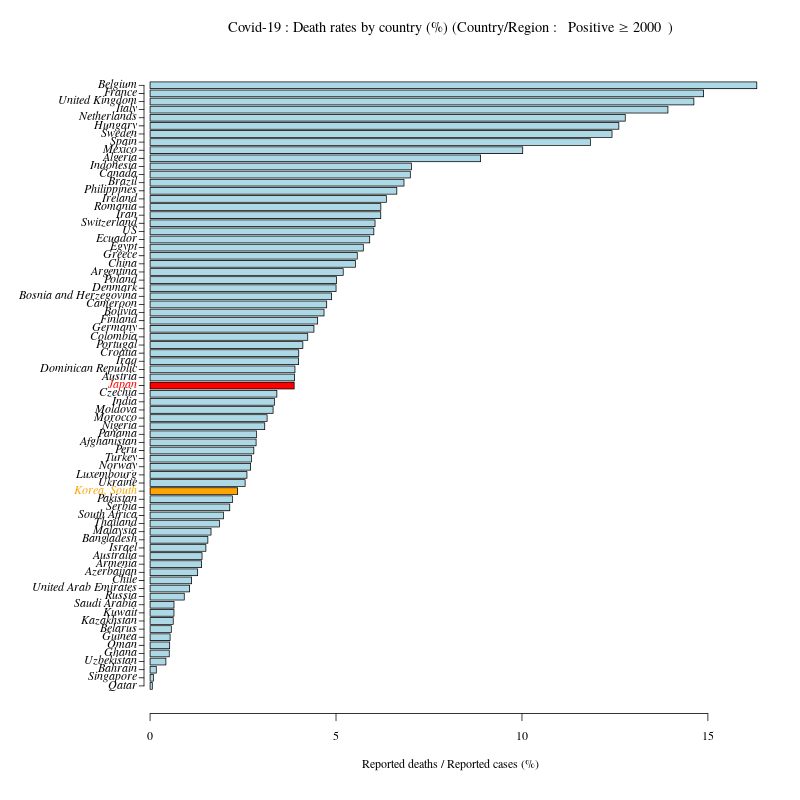 Covid-19 : Death rates by country (%) (Country/Region : Positive ≥ 2000 )
Belgium
France
United Kingdom
Italy
Netherlands
Hungary
Sweden
Spain
Mexico
Algeria
Indonesia
Canada
Brazil
Philippines
Ireland
Romania
Iran
Switzerland
US
Ecuador
Egypt
Greece
China
Argentina
Poland
Denmark
Bosnia and Herzegovina
Cameroon
Bolivia
Finland
Germany
Colombia
Portugal
Croatia
Iraq
Dominican Republic
Austria
Japan
Czechia
India
Moldova
Morocco
Nigeria
Panama
Afghanistan
Peru
Turkey
Norway
Luxembourg
Ukraine
Korea, South
Pakistan
Serbia
South Africa
Thailand
Malaysia
Bangladesh
Israel
Australia
Armenia
Azerbaijan
Chile
United Arab Emirates
Russia
Saudi Arabia
Kuwait
Kazakhstan
Belarus
Guinea
Oman
Ghana
Uzbekistan
Bahrain
Singapore
Qatar
0 5 10 15
Reported deaths / Reported cases (%)